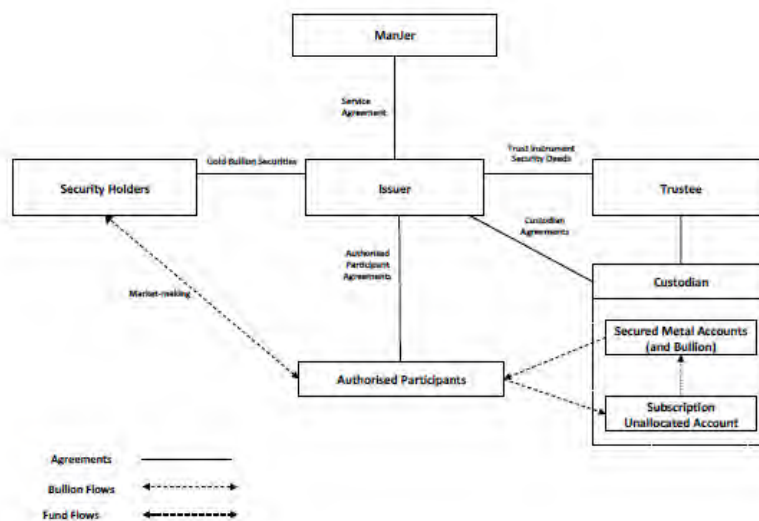 ManJer
Service
Agreement
Gold Bullion Securities
Trust Instrument
Security Deeds
Security Holders
Issuer
Trustee
Custodian
Agreements
Authorised
Participant
Agreements
Custodian
Market-making
Secured Metal Accounts
(and Bullion)
Authorised Participants
Subscription
Unallocated Account
Agreements
Bullion Flows
Fund Flows